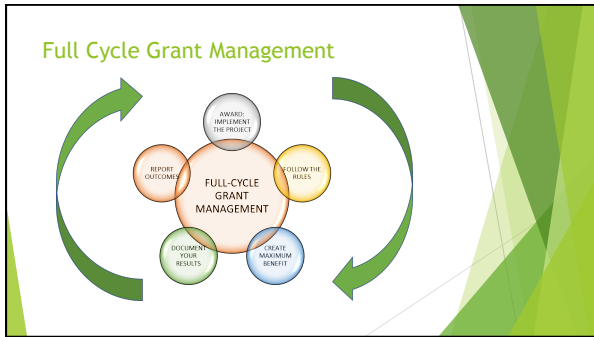 Full Cycle Grant Management
AWARD:
IMPLEMENT
THE PROJECT
FOLLOW THE
RULES
CREATE
MAXIMUM
BENEFIT
DOCUMENT
YOUR
RESULTS
REPORT
OUTCOMES
FULL-CYCLE
GRANT
MANAGEMENT